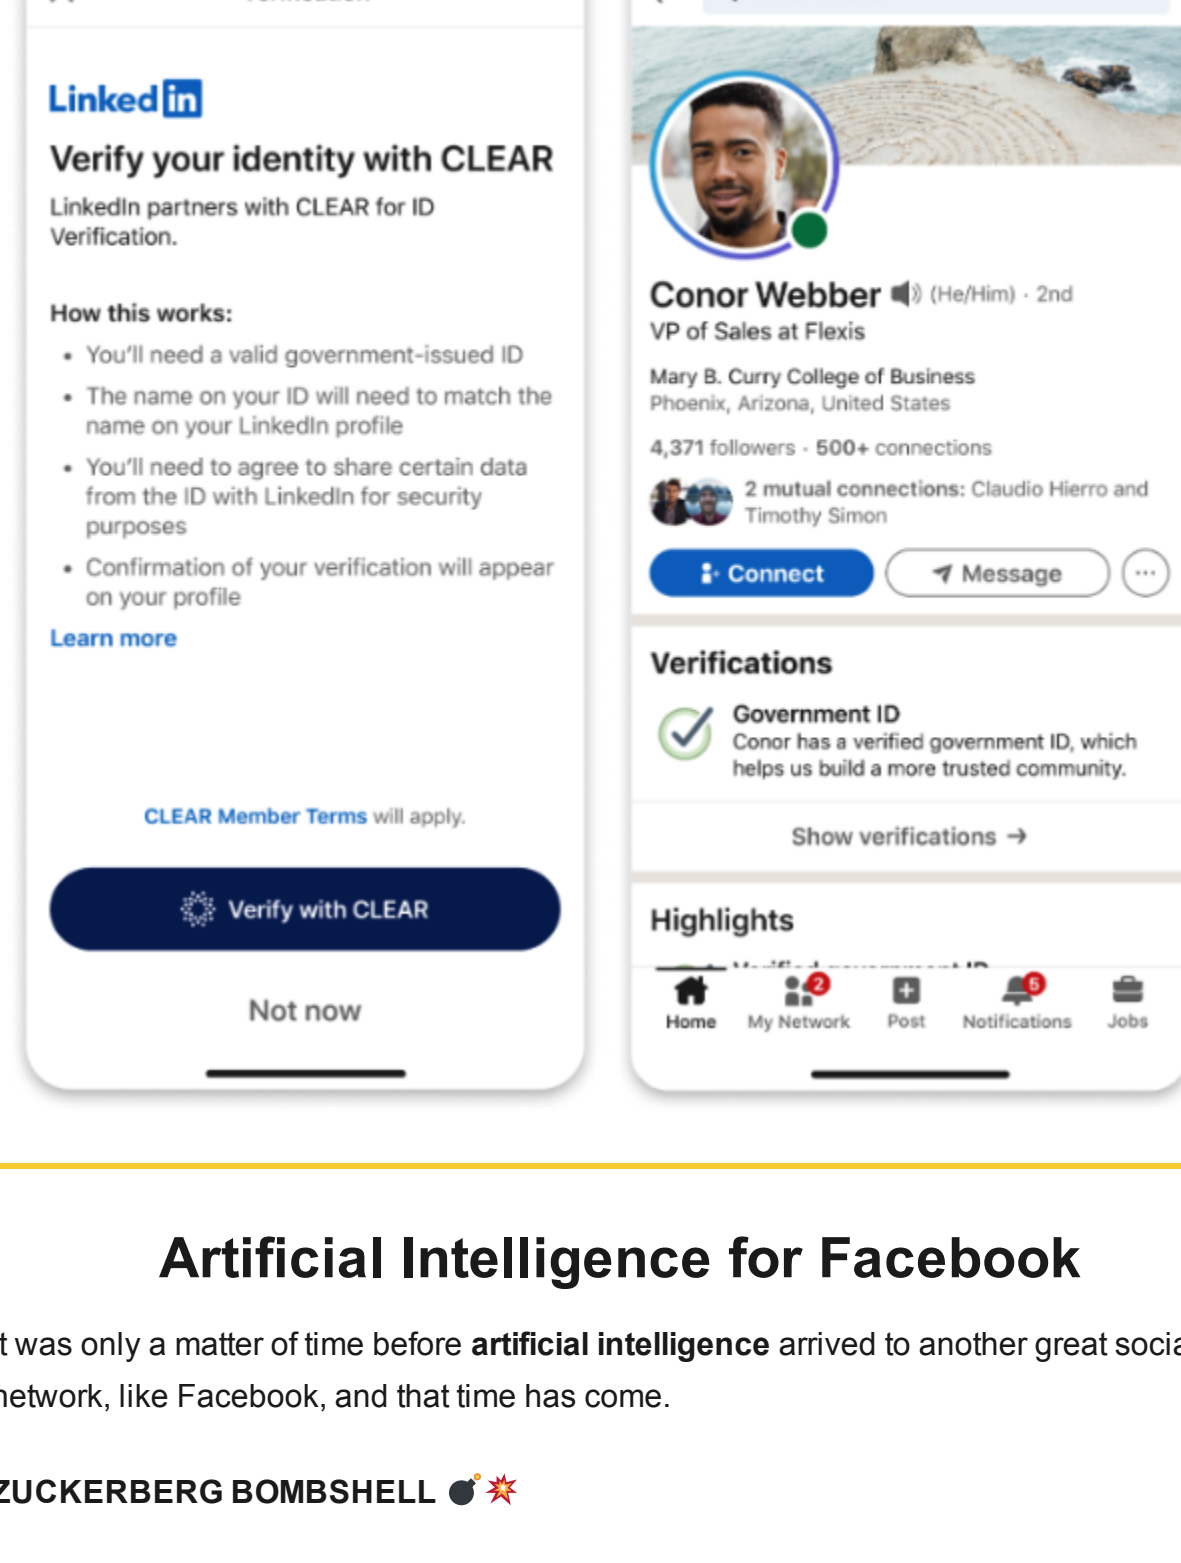 Linked in
Verify your identity with CLEAR
LinkedIn partners with CLEAR for ID
Verification.
How this works:
• You'll need a valid government-issued ID
• The name on your ID will need to match the
name on your LinkedIn profile
• You'll need to agree to share certain data
from the ID with LinkedIn for security
purposes
• Confirmation of your verification will appear
on your profile
Learn more
CLEAR Member Terms will apply.
Verify with CLEAR
Not now
Conor Webber (He/Him) · 2nd
VP of Sales at Flexis
Mary B. Curry College of Business
Phoenix, Arizona, United States
4,371 followers · 500+ connections
2 mutual connections: Claudio Hierro and
Timothy Simon
Connect
Message
Verifications
Government ID
Conor has a verified government ID, which
helps us build a more trusted community.
Show verifications →
Highlights
Verified government ID
2
5
Home
My Network
Post
Notifications
Jobs
Artificial Intelligence for Facebook
t was only a matter of time before artificial intelligence arrived to another great socia
network, like Facebook, and that time has come.
ZUCKERBERG BOMBSHELL 💣💥